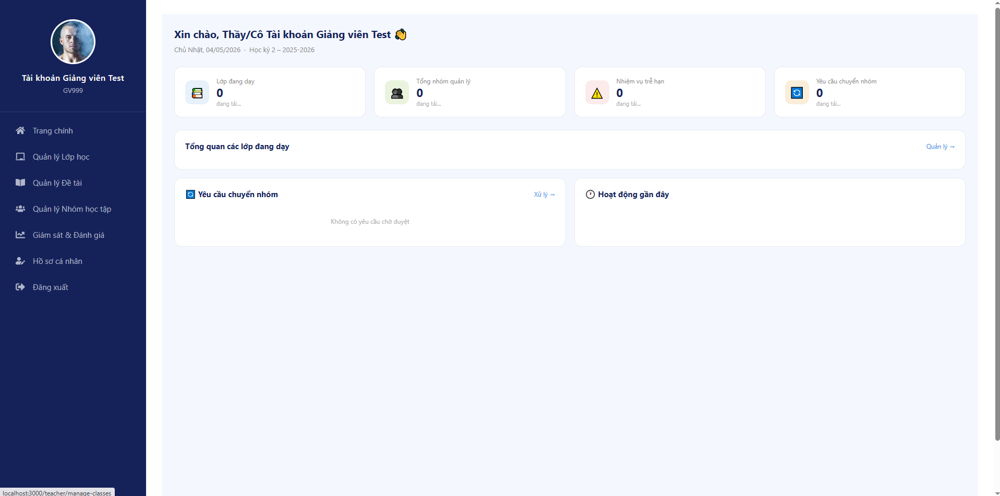 Tài khoản Giảng viên Test
GV999
Trang chính
Quản lý Lớp học
Quản lý Đề tài
Quản lý Nhóm học tập
Giám sát & Đánh giá
Hồ sơ cá nhân
Đăng xuất
localhost:3000/teacher/manage-classes
Xin chào, Thầy/Cô Tài khoản Giảng viên Test 👋
Chủ Nhật, 04/05/2026 · Học kỳ 2 – 2025-2026
Lớp đang dạy
0
đang tải...
Tổng nhóm quản lý
0
đang tải...
Nhiệm vụ trễ hạn
0
đang tải...
Yêu cầu chuyển nhóm
0
đang tải...
Tổng quan các lớp đang dạy
Quản lý →
Yêu cầu chuyển nhóm
Xử lý →
Không có yêu cầu chờ duyệt
Hoạt động gần đây